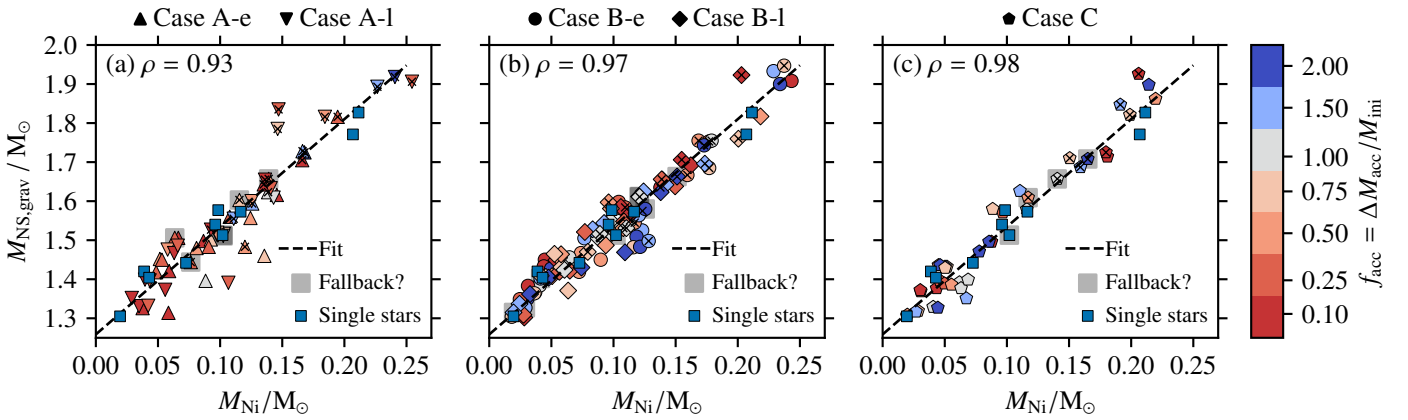 Case A-e Case A-l Case B-e Case B-l Case C
(a) ρ = 0.93
(b) ρ = 0.97
(c) ρ = 0.98
M_NS,grav / M_⊙
2.0
1.9
1.8
1.7
1.6
1.5
1.4
1.3
Fit
Fallback?
Single stars
Fit
Fallback?
Single stars
Fit
Fallback?
Single stars
0.00 0.05 0.10 0.15 0.20 0.25
0.00 0.05 0.10 0.15 0.20 0.25
0.00 0.05 0.10 0.15 0.20 0.25
M_Ni/M_⊙
M_Ni/M_⊙
M_Ni/M_⊙
2.00
1.50
1.00
0.75
0.50
0.25
0.10
f_acc = ΔM_acc/M_ini